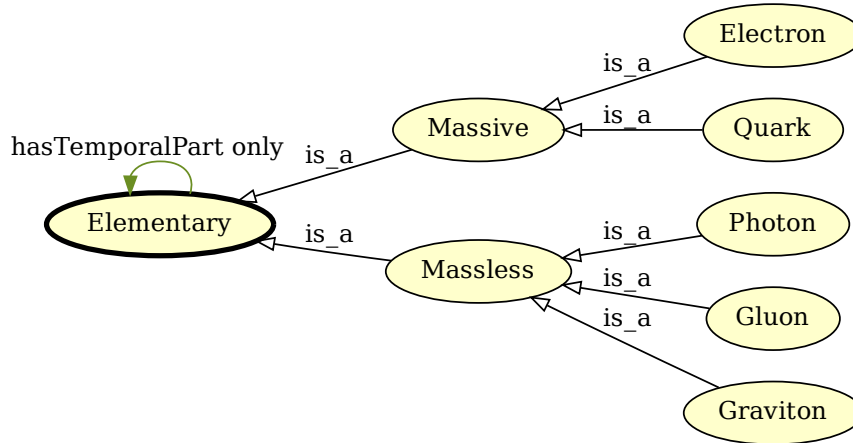 Electron
is_a
is_a
Massive
Quark
hasTemporalPart only
is_a
Elementary
is_a
Photon
is_a
Massless
is_a
Gluon
is_a
Graviton